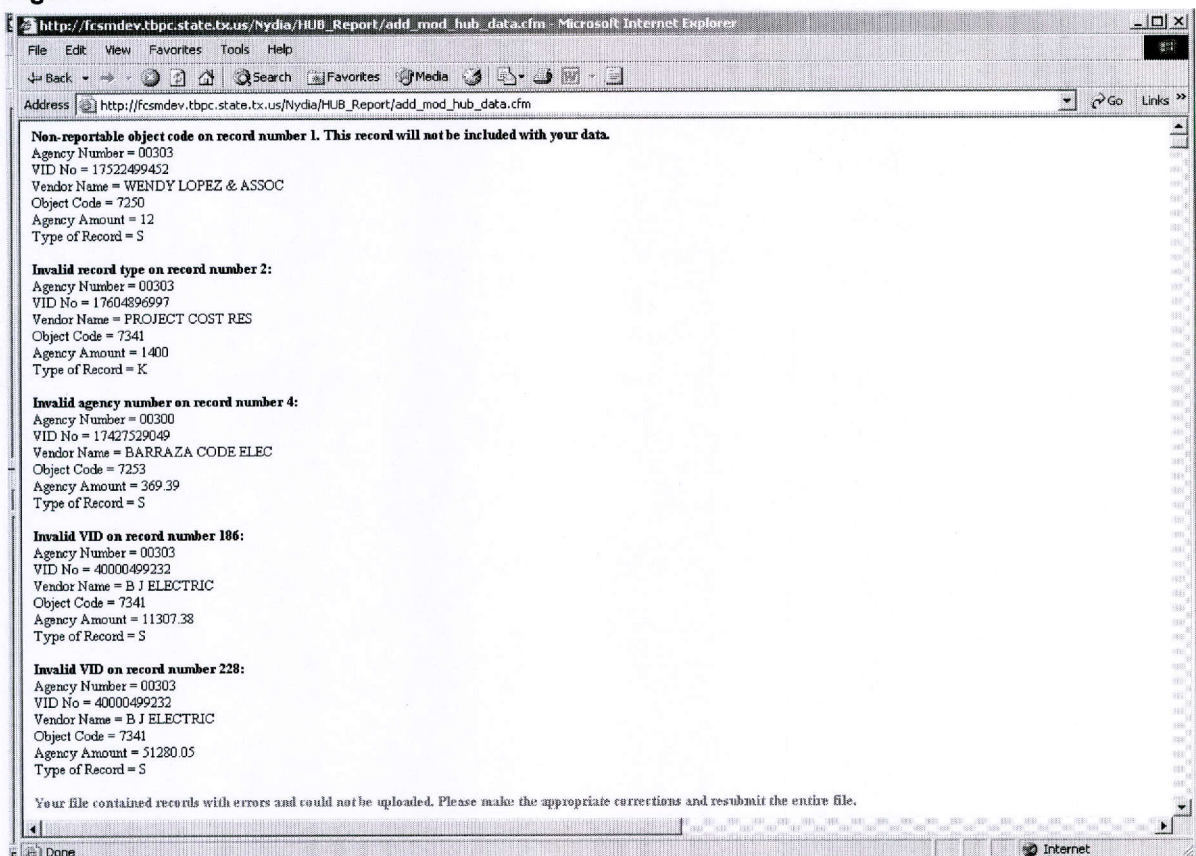 http://fcsmdev.tbpc.state.tx.us/Nydia/HUB_Report/add_mod_hub_data.cfm - Microsoft Internet Explorer
File Edit View Favorites Tools Help
Back Search Favorites Media
Address http://fcsmdev.tbpc.state.tx.us/Nydia/HUB_Report/add_mod_hub_data.cfm Go Links »
Non-reportable object code on record number 1. This record will not be included with your data.
Agency Number = 00303
VID No = 17522499452
Vendor Name = WENDY LOPEZ & ASSOC
Object Code = 7250
Agency Amount = 12
Type of Record = S
Invalid record type on record number 2:
Agency Number = 00303
VID No = 17604896997
Vendor Name = PROJECT COST RES
Object Code = 7341
Agency Amount = 1400
Type of Record = K
Invalid agency number on record number 4:
Agency Number = 00300
VID No = 17427529049
Vendor Name = BARRAZA CODE ELEC
Object Code = 7253
Agency Amount = 369.39
Type of Record = S
Invalid VID on record number 186:
Agency Number = 00303
VID No = 40000499232
Vendor Name = B J ELECTRIC
Object Code = 7341
Agency Amount = 11307.38
Type of Record = S
Invalid VID on record number 228:
Agency Number = 00303
VID No = 40000499232
Vendor Name = B J ELECTRIC
Object Code = 7341
Agency Amount = 51280.05
Type of Record = S
Your file contained records with errors and could not be uploaded. Please make the appropriate corrections and resubmit the entire file.
Done Internet